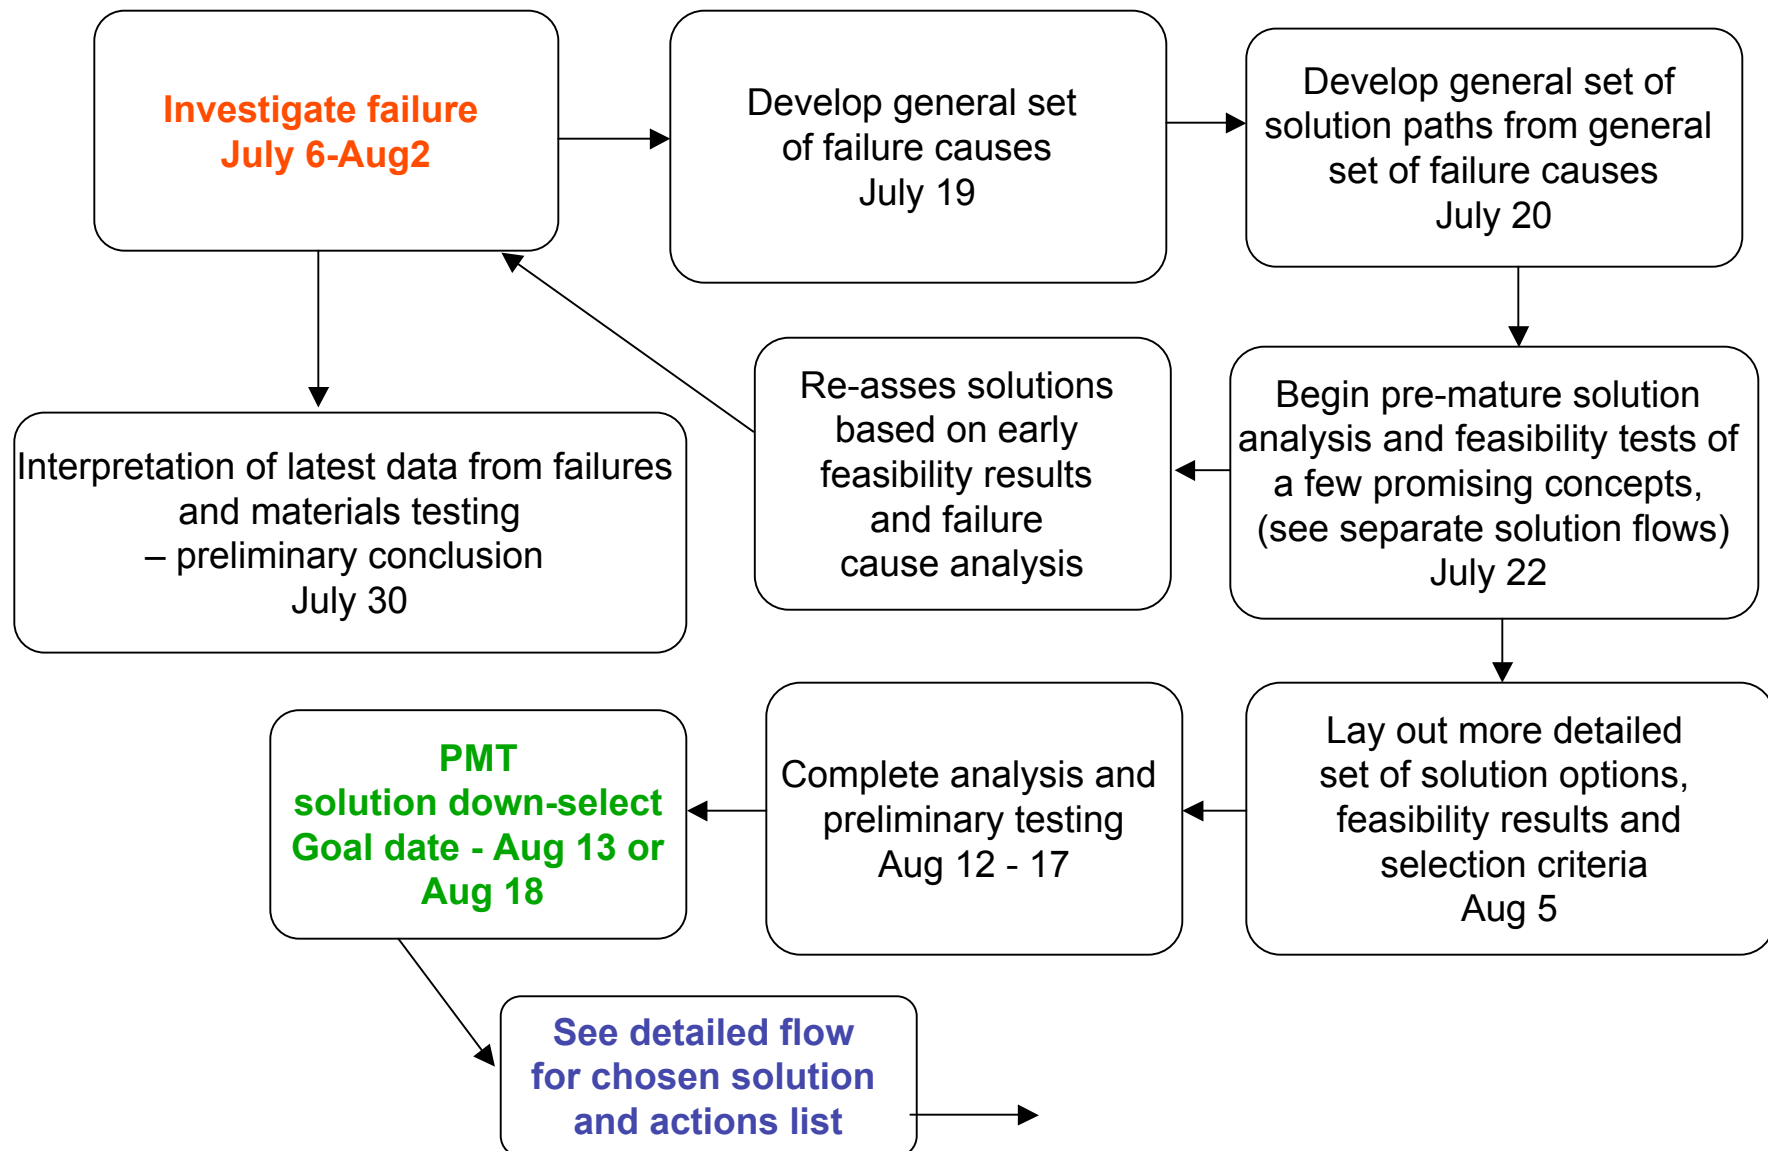 Investigate failure
July 6-Aug2
Develop general set
of failure causes
July 19
Develop general set of
solution paths from general
set of failure causes
July 20
Interpretation of latest data from failures
and materials testing
– preliminary conclusion
July 30
Re-asses solutions
based on early
feasibility results
and failure
cause analysis
Begin pre-mature solution
analysis and feasibility tests of
a few promising concepts,
(see separate solution flows)
July 22
PMT
solution down-select
Goal date - Aug 13 or
Aug 18
Complete analysis and
preliminary testing
Aug 12 - 17
Lay out more detailed
set of solution options,
feasibility results and
selection criteria
Aug 5
See detailed flow
for chosen solution
and actions list